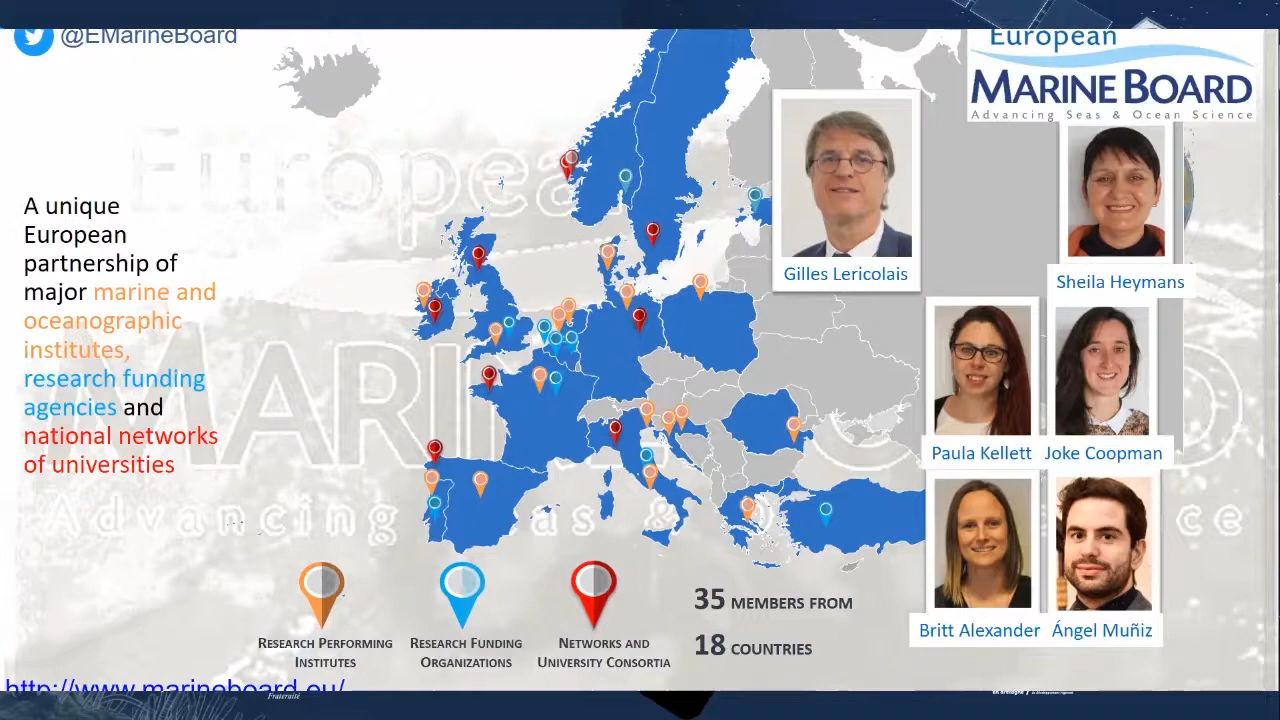 @EMarineBoard
European
MARINE BOARD
Advancing Seas & Ocean Science
Gilles Lericolais
Sheila Heymans
A unique
European
partnership of
major marine and
oceanographic
institutes,
research funding
agencies and
national networks
of universities
Paula Kellett
Joke Coopman
Britt Alexander
Ángel Muñiz
RESEARCH PERFORMING
INSTITUTES
RESEARCH FUNDING
ORGANIZATIONS
NETWORKS AND
UNIVERSITY CONSORTIA
35 MEMBERS FROM
18 COUNTRIES
http://www.marineboard.eu/
Fraternité